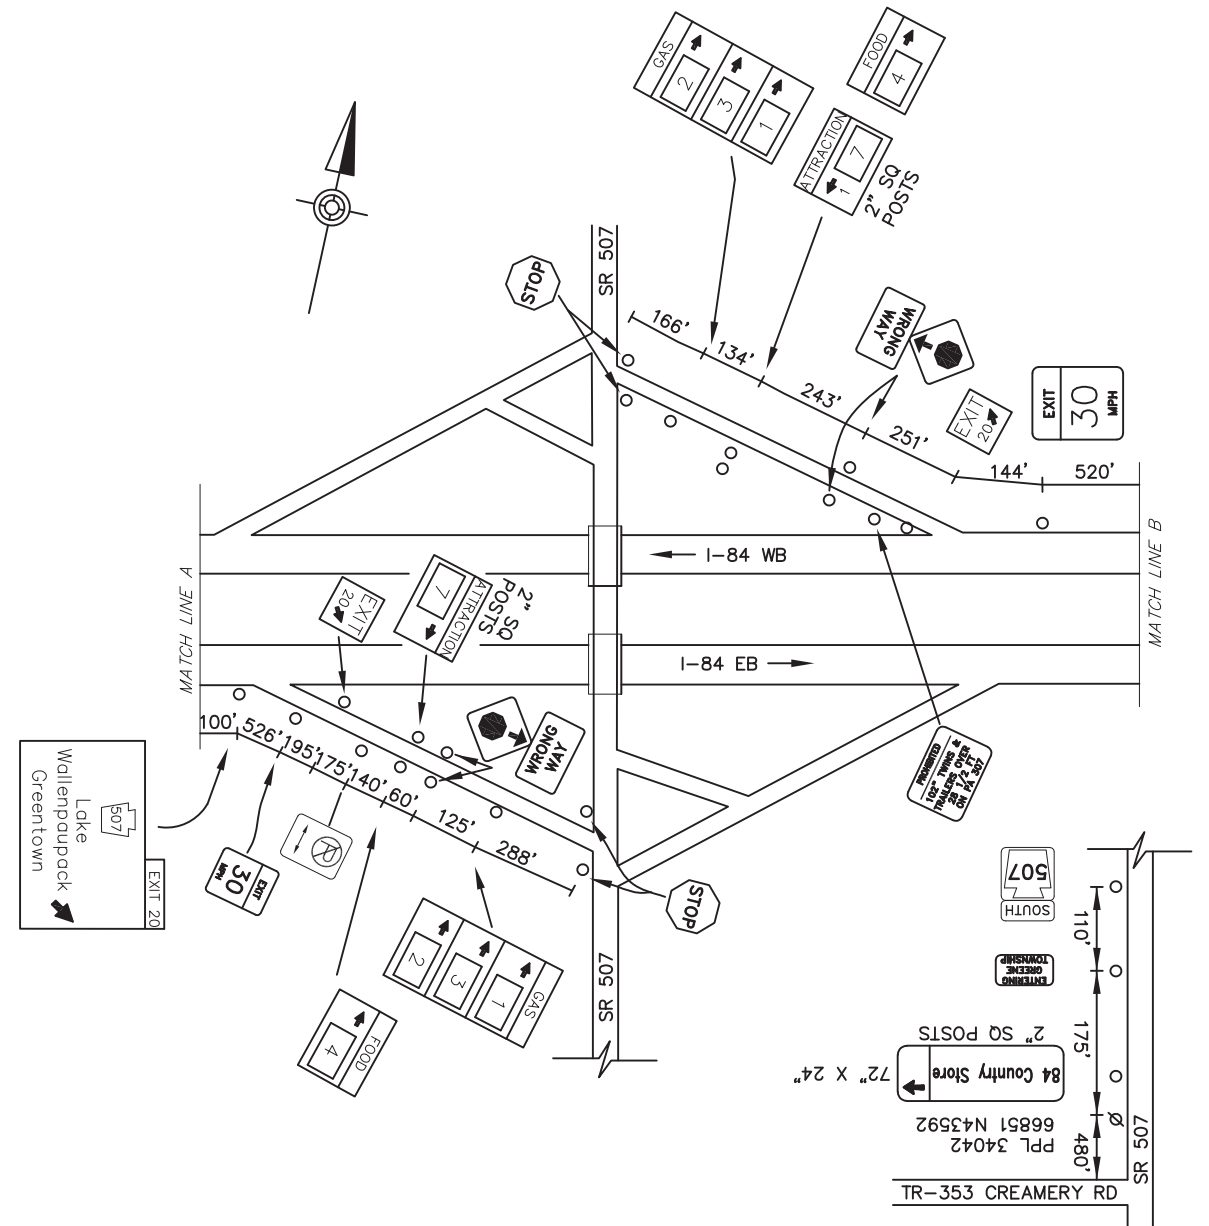 GAS
2
3
1
FOOD
4
ATTRACTION
7
1
2" SQ
POSTS
SR 507
STOP
166'
134'
243'
251'
144'
520'
WRONG
WAY
EXIT
20
EXIT
30
MPH
I-84 WB
I-84 EB
MATCH LINE A
MATCH LINE B
EXIT
20
ATTRACTION
7
2" SQ
POSTS
WRONG
WAY
PROHIBITED
102" TWINS &
TRAILERS OVER
28 1/2 FT
ON PA 507
100'
526'
195'
175'
140'
60'
125'
288'
EXIT 20
507
Lake
Wallenpaupack
Greentown
EXIT
30
MPH
R
STOP
GAS
1
3
2
FOOD
4
SR 507
SOUTH
507
110'
ENTERING
GREENE
TOWNSHIP
175'
2" SQ POSTS
84 Country Store
72" X 24"
PPL 34042
66851 N43592
480'
SR 507
TR-353 CREAMERY RD